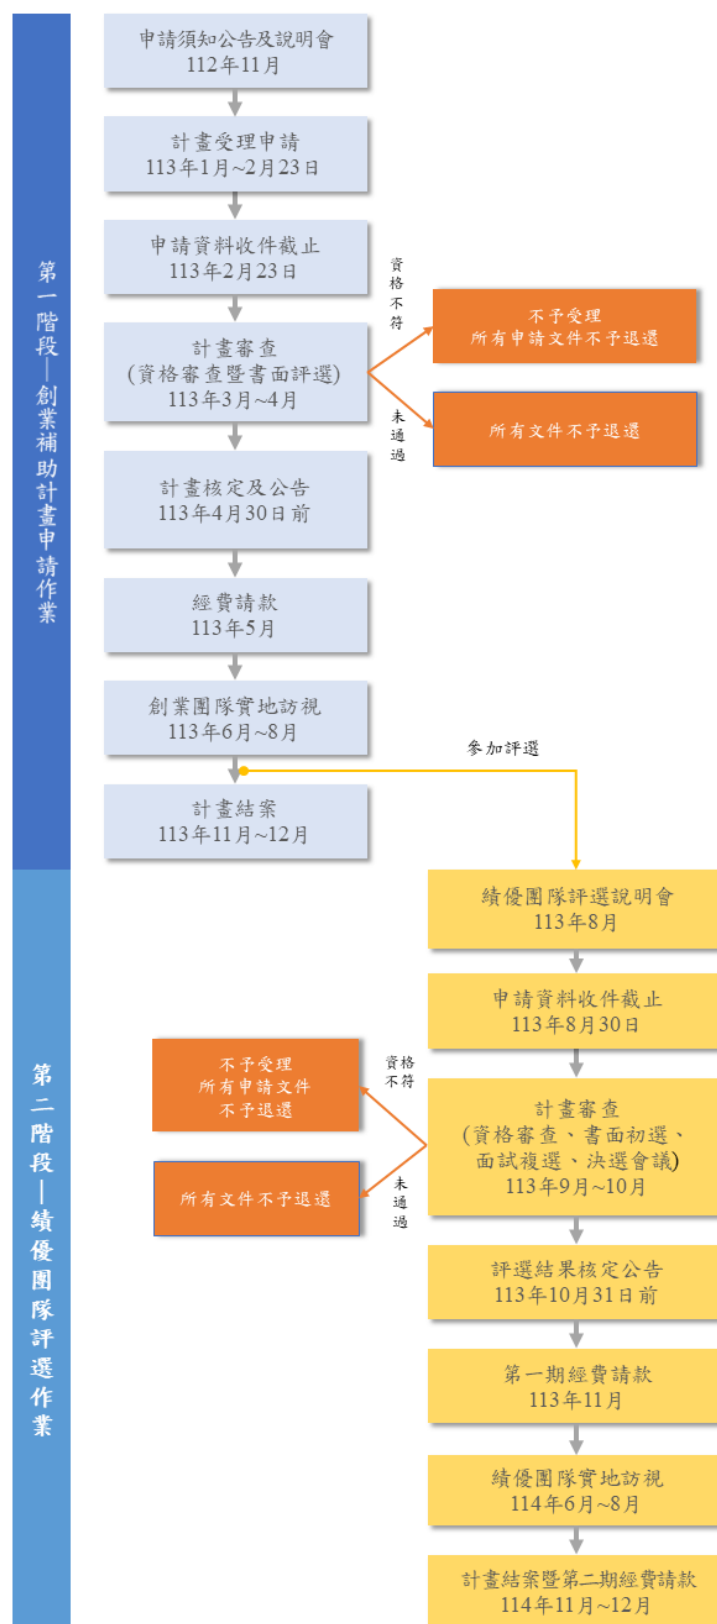 第一階段—創業補助計畫申請作業
申請須知公告及說明會
112年11月
計畫受理申請
113年1月~2月23日
申請資料收件截止
113年2月23日
計畫審查
(資格審查暨書面評選)
113年3月~4月
資格不符
不予受理
所有申請文件不予退還
未通過
所有文件不予退還
計畫核定及公告
113年4月30日前
經費請款
113年5月
創業團隊實地訪視
113年6月~8月
參加評選
計畫結案
113年11月~12月
第二階段—績優團隊評選作業
績優團隊評選說明會
113年8月
申請資料收件截止
113年8月30日
計畫審查
(資格審查、書面初選、
面試複選、決選會議)
113年9月~10月
資格
不符
不予受理
所有申請文件
不予退還
未通過
所有文件不予退還
評選結果核定公告
113年10月31日前
第一期經費請款
113年11月
績優團隊實地訪視
114年6月~8月
計畫結案暨第二期經費請款
114年11月~12月